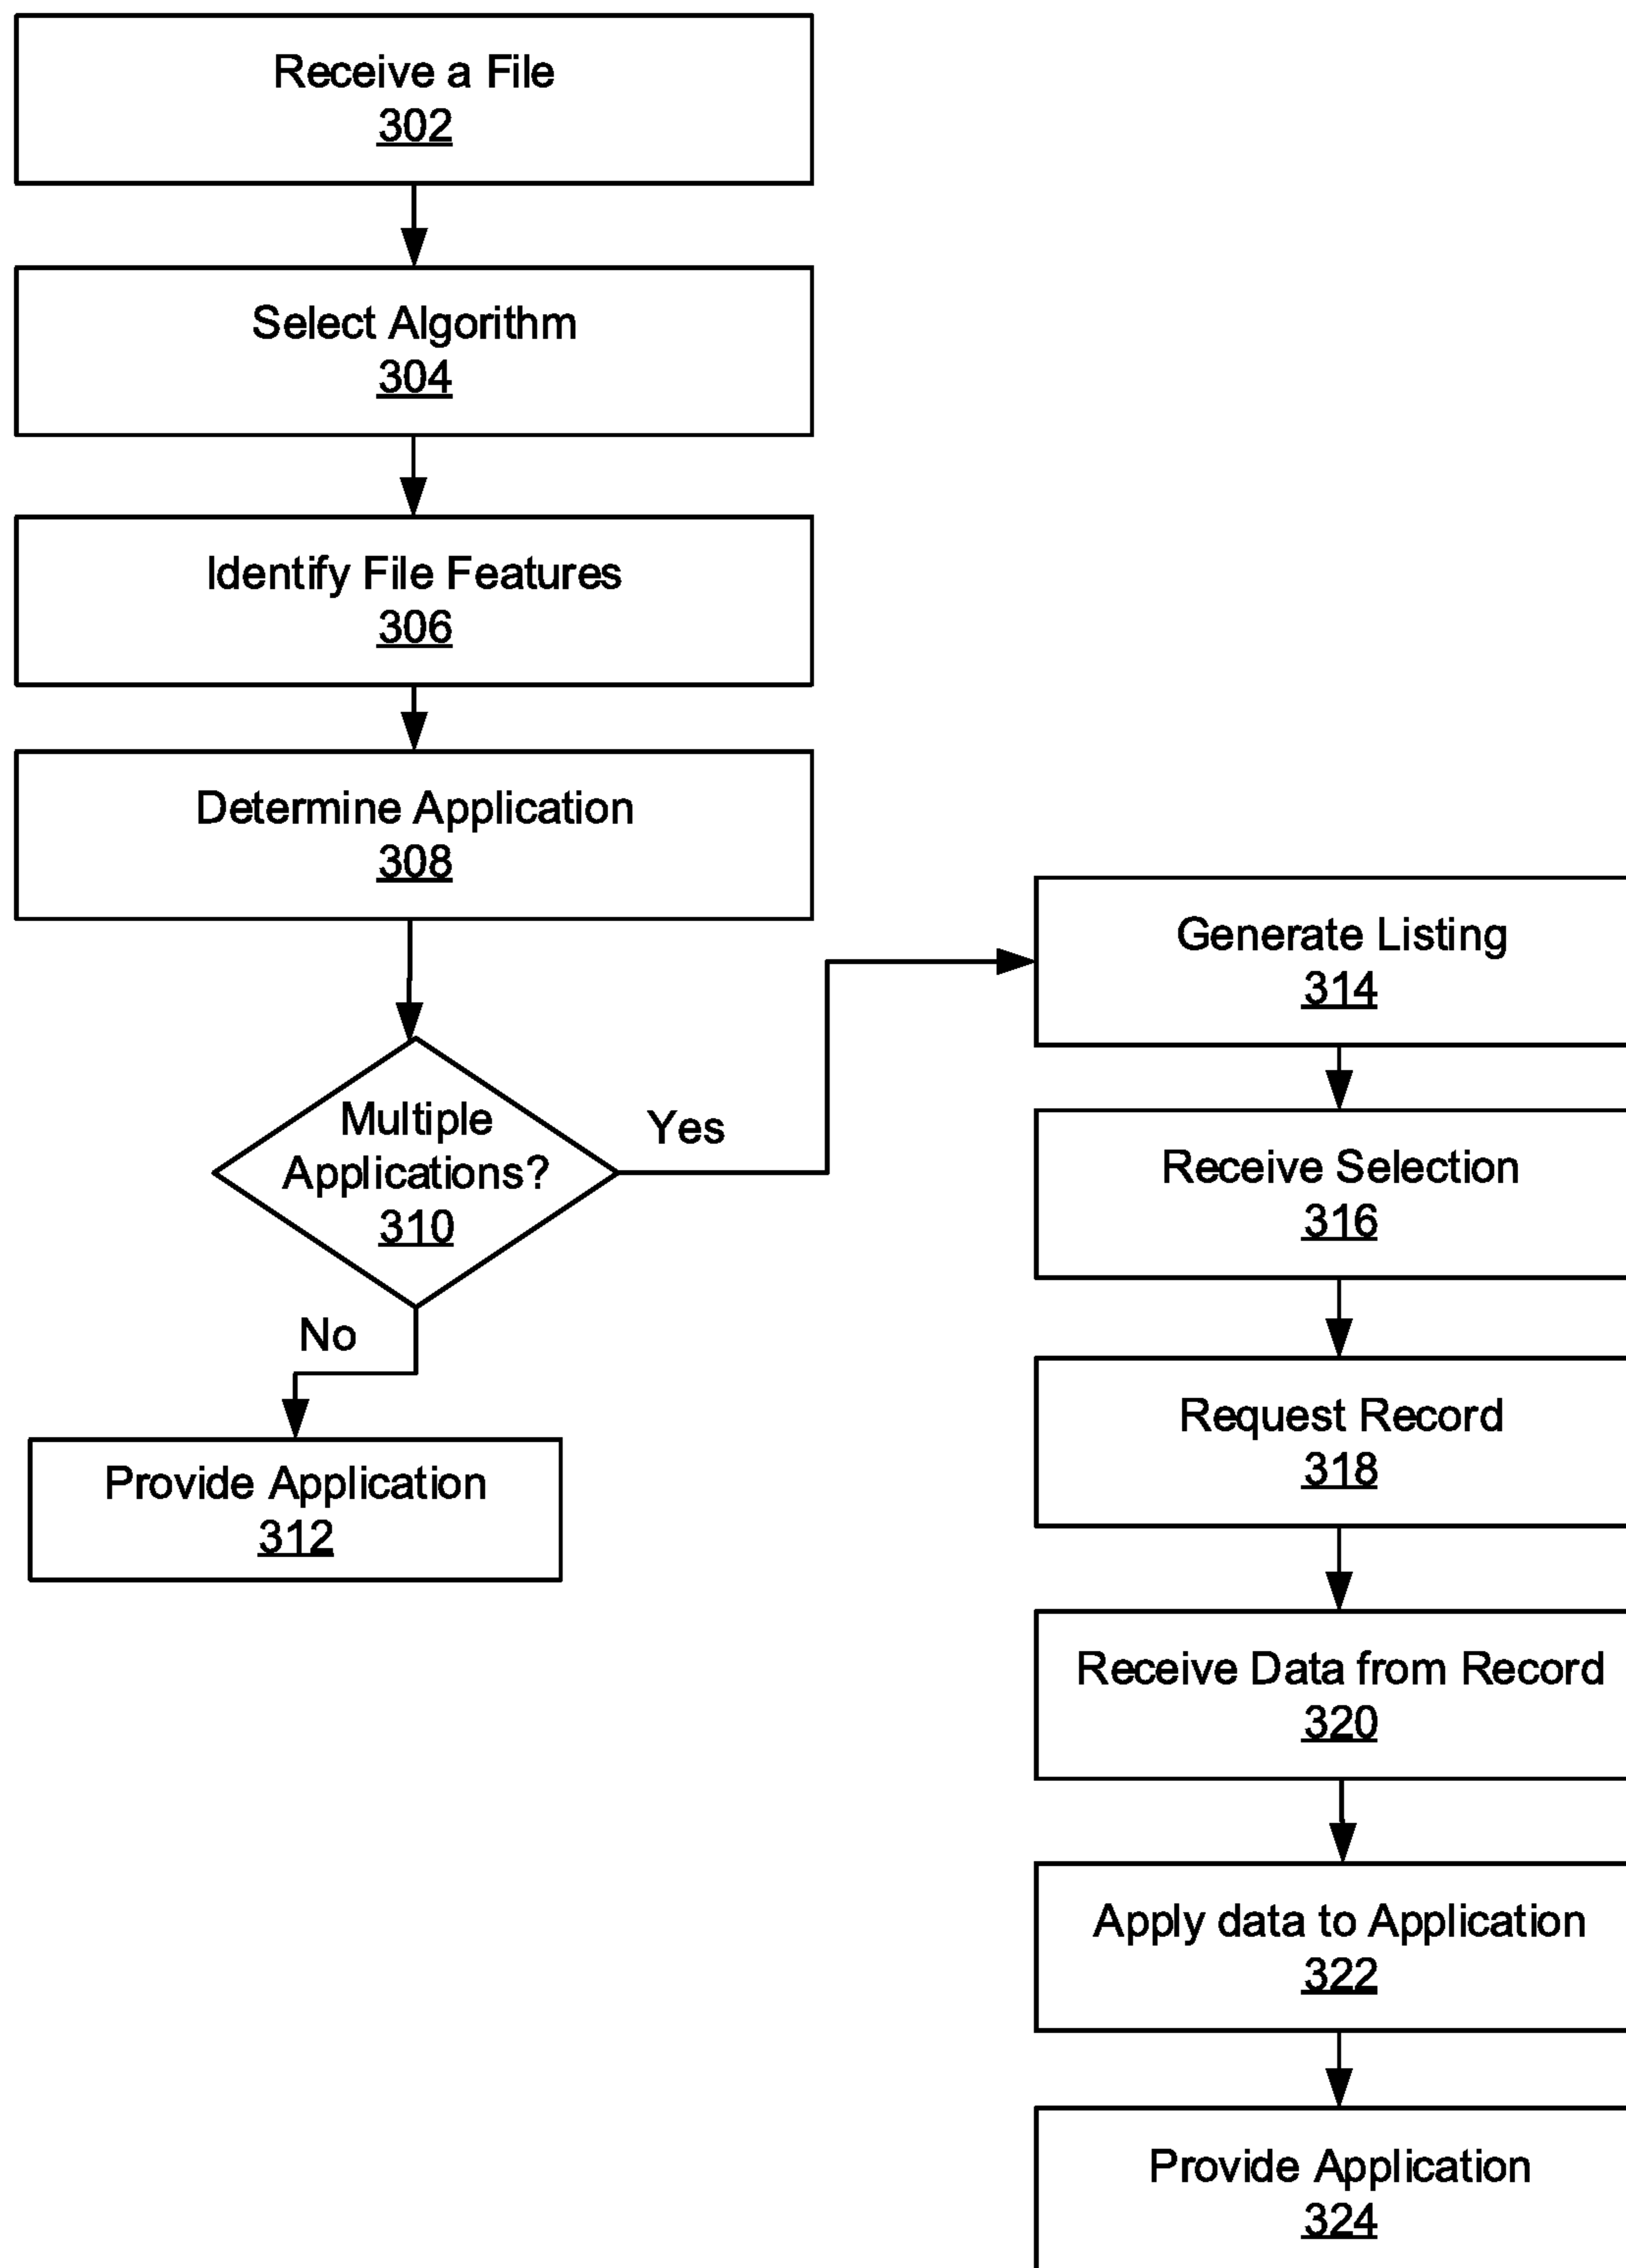 Receive a File
302
Select Algorithm
304
Identify File Features
306
Determine Application
308
Multiple
Applications?
310
Yes
No
Provide Application
312
Generate Listing
314
Receive Selection
316
Request Record
318
Receive Data from Record
320
Apply data to Application
322
Provide Application
324